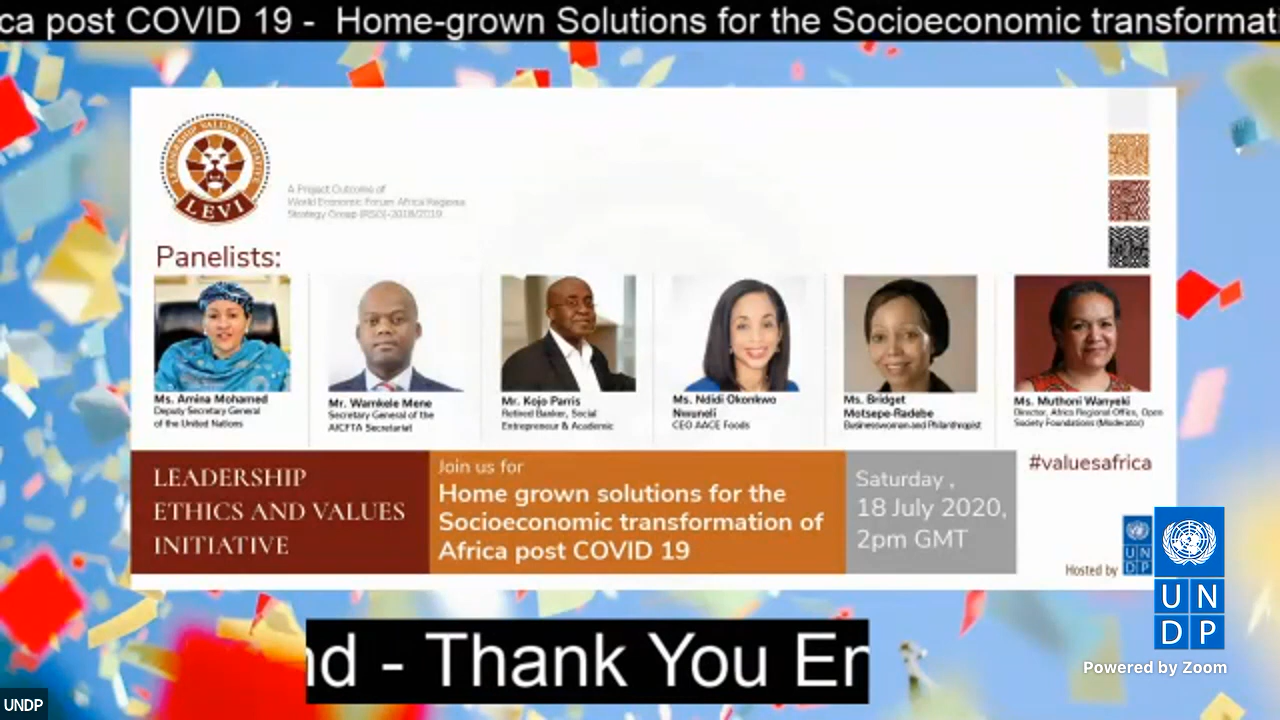 ca post COVID 19 - Home-grown Solutions for the Socioeconomic transformati
LEADERSHIP VALUES INITIATIVE
LEVI
A Project Outcome of
World Economic Forum Africa Regional
Strategy Group (RSG)-2018/2019
Panelists:
Ms. Amina Mohamed
Deputy Secretary General
of the United Nations
Mr. Wamkele Mene
Secretary General of the
AfCFTA Secretariat
Mr. Kojo Parris
Retired Banker, Social
Entrepreneur & Academic
Ms. Ndidi Okonkwo
Nwuneli
CEO AACE Foods
Ms. Bridget
Motsepe-Radebe
Businesswoman and Philanthropist
Ms. Muthoni Wanyeki
Director, Africa Regional Office, Open
Society Foundations (Moderator)
LEADERSHIP
ETHICS AND VALUES
INITIATIVE
Join us for
Home grown solutions for the
Socioeconomic transformation of
Africa post COVID 19
Saturday ,
18 July 2020,
2pm GMT
#valuesafrica
Hosted by
UN
DP
UN
DP
Powered by Zoom
nd - Thank You En
UNDP